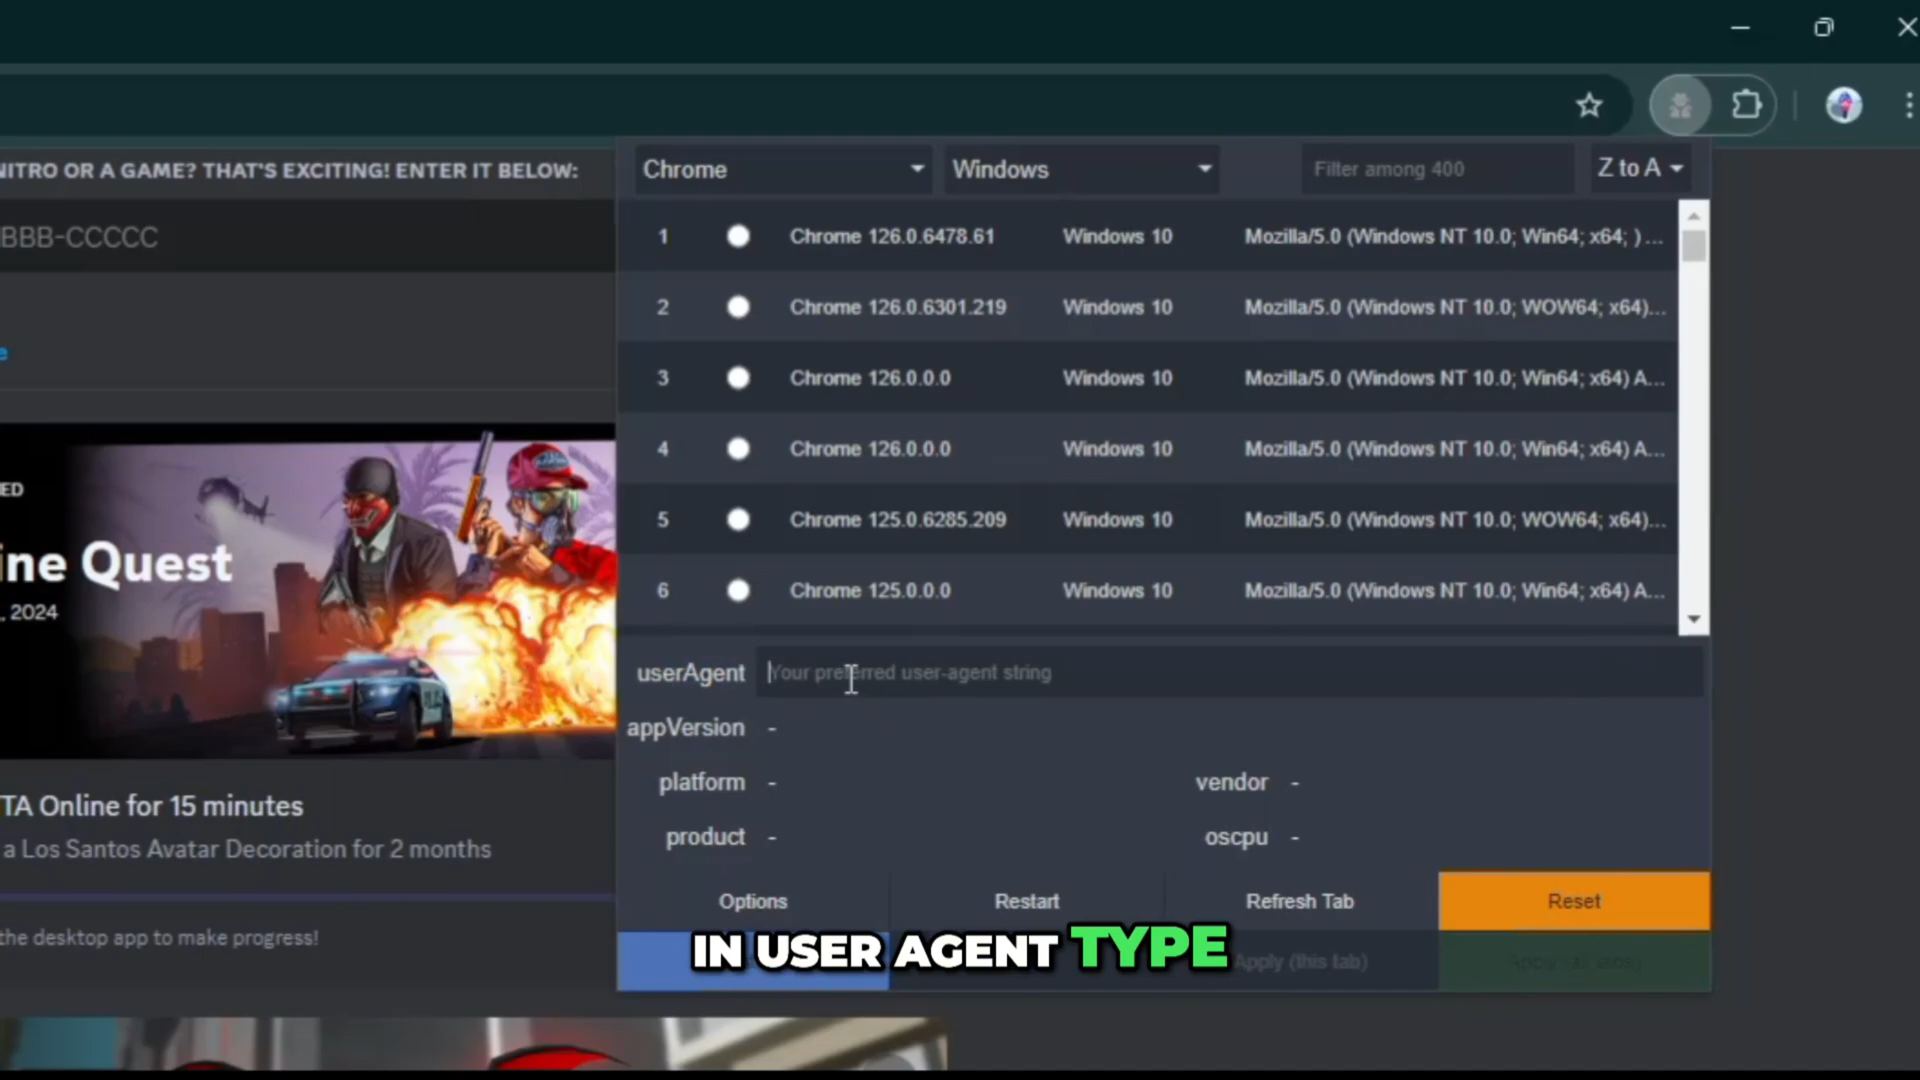 NITRO OR A GAME? THAT'S EXCITING! ENTER IT BELOW:
BBB-CCCCC
e
ED
ine Quest
, 2024
TA Online for 15 minutes
a Los Santos Avatar Decoration for 2 months
the desktop app to make progress!
Chrome Windows Filter among 400 Z to A
1 Chrome 126.0.6478.61 Windows 10 Mozilla/5.0 (Windows NT 10.0; Win64; x64; ) ...
2 Chrome 126.0.6301.219 Windows 10 Mozilla/5.0 (Windows NT 10.0; WOW64; x64)...
3 Chrome 126.0.0.0 Windows 10 Mozilla/5.0 (Windows NT 10.0; Win64; x64) A...
4 Chrome 126.0.0.0 Windows 10 Mozilla/5.0 (Windows NT 10.0; Win64; x64) A...
5 Chrome 125.0.6285.209 Windows 10 Mozilla/5.0 (Windows NT 10.0; WOW64; x64)...
6 Chrome 125.0.0.0 Windows 10 Mozilla/5.0 (Windows NT 10.0; Win64; x64) A...
userAgent Your preferred user-agent string
appVersion -
platform - vendor -
product - oscpu -
Options Restart Refresh Tab Reset
Apply (this tab)
IN USER AGENT TYPE